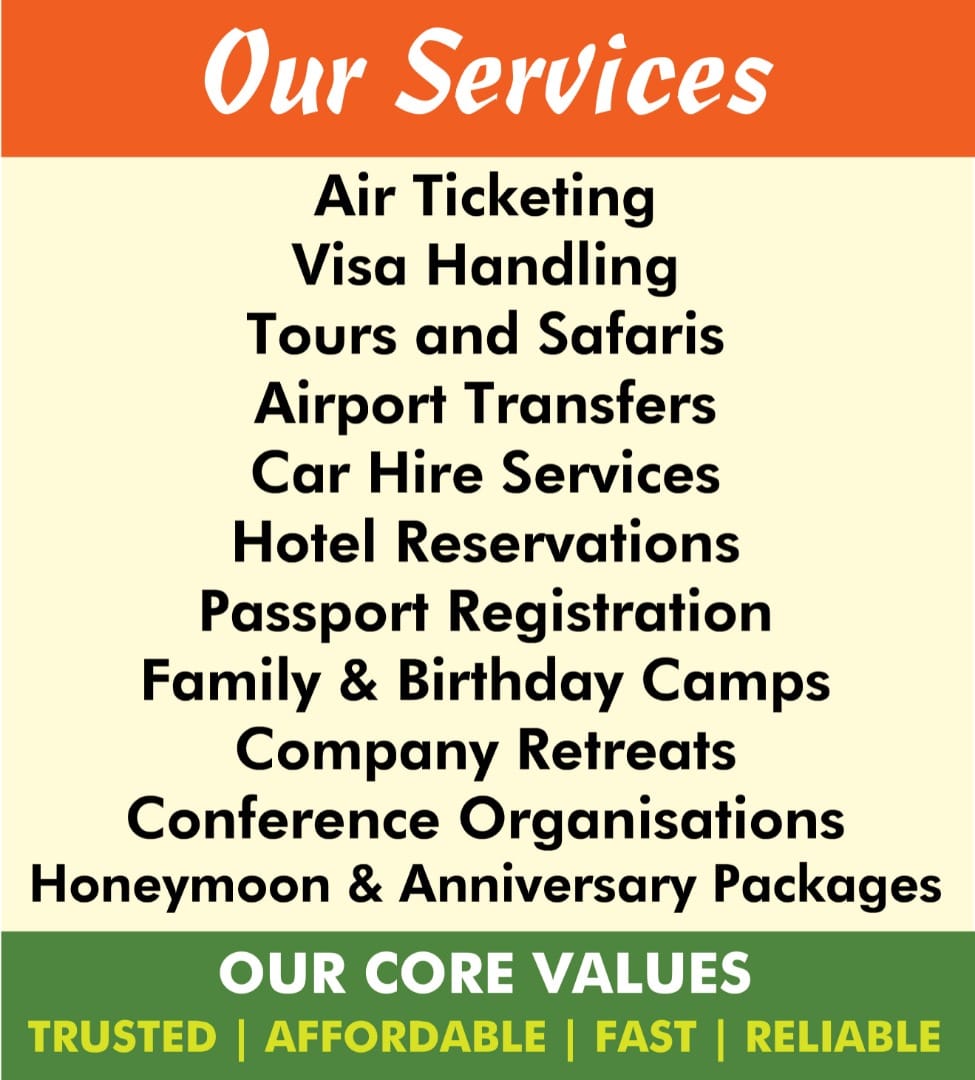 Our Services
Air Ticketing
Visa Handling
Tours and Safaris
Airport Transfers
Car Hire Services
Hotel Reservations
Passport Registration
Family & Birthday Camps
Company Retreats
Conference Organisations
Honeymoon & Anniversary Packages
OUR CORE VALUES
TRUSTED | AFFORDABLE | FAST | RELIABLE